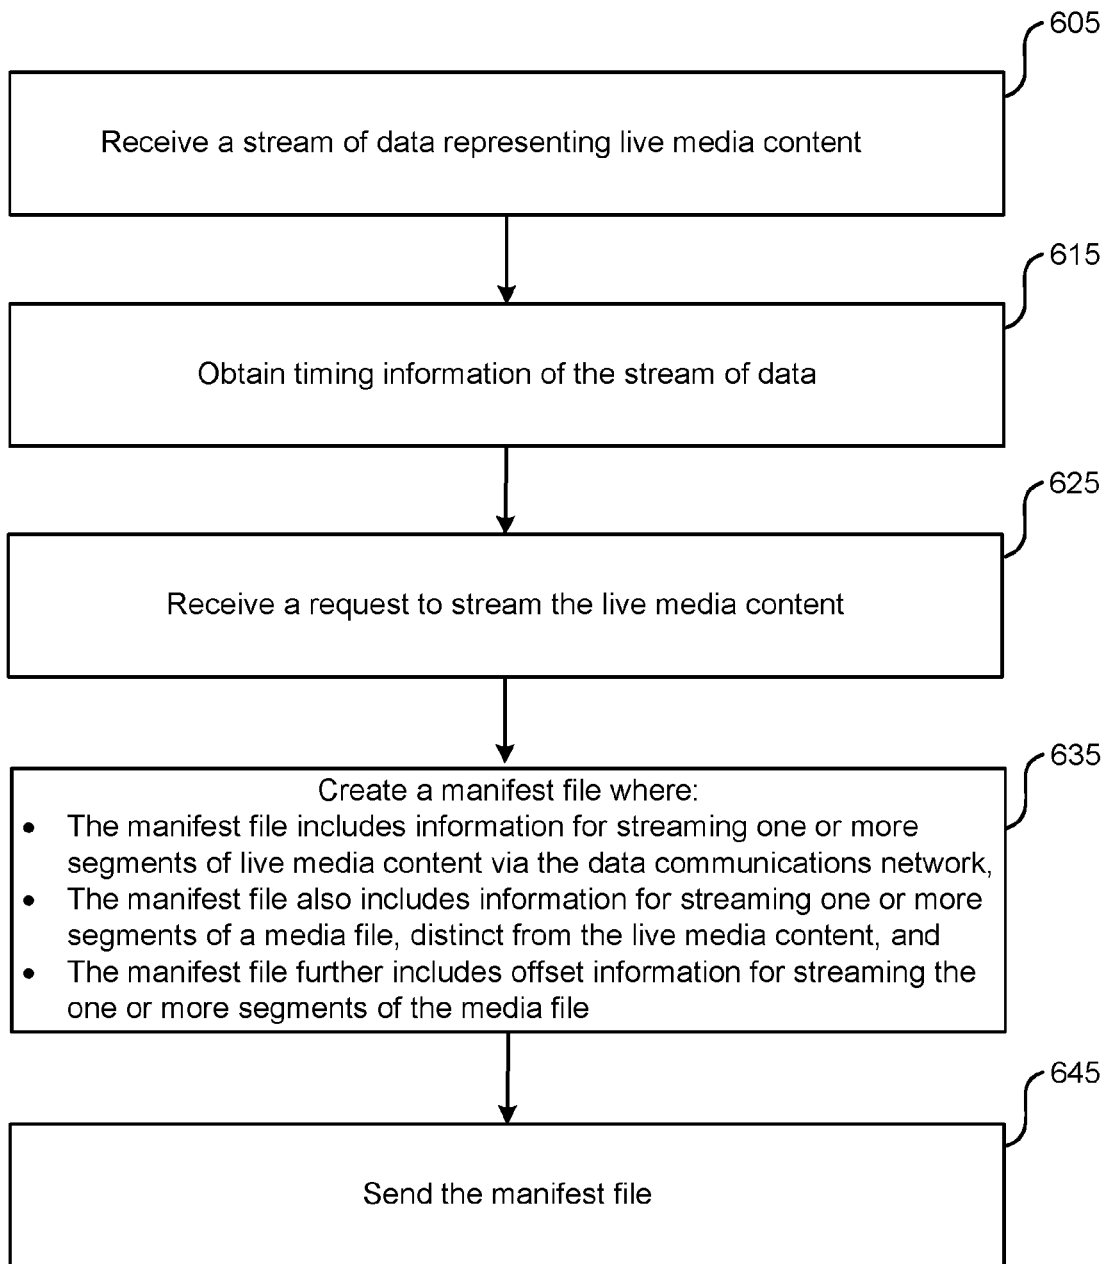 605
Receive a stream of data representing live media content
615
Obtain timing information of the stream of data
625
Receive a request to stream the live media content
635
Create a manifest file where:
• The manifest file includes information for streaming one or more
segments of live media content via the data communications network,
• The manifest file also includes information for streaming one or more
segments of a media file, distinct from the live media content, and
• The manifest file further includes offset information for streaming the
one or more segments of the media file
645
Send the manifest file